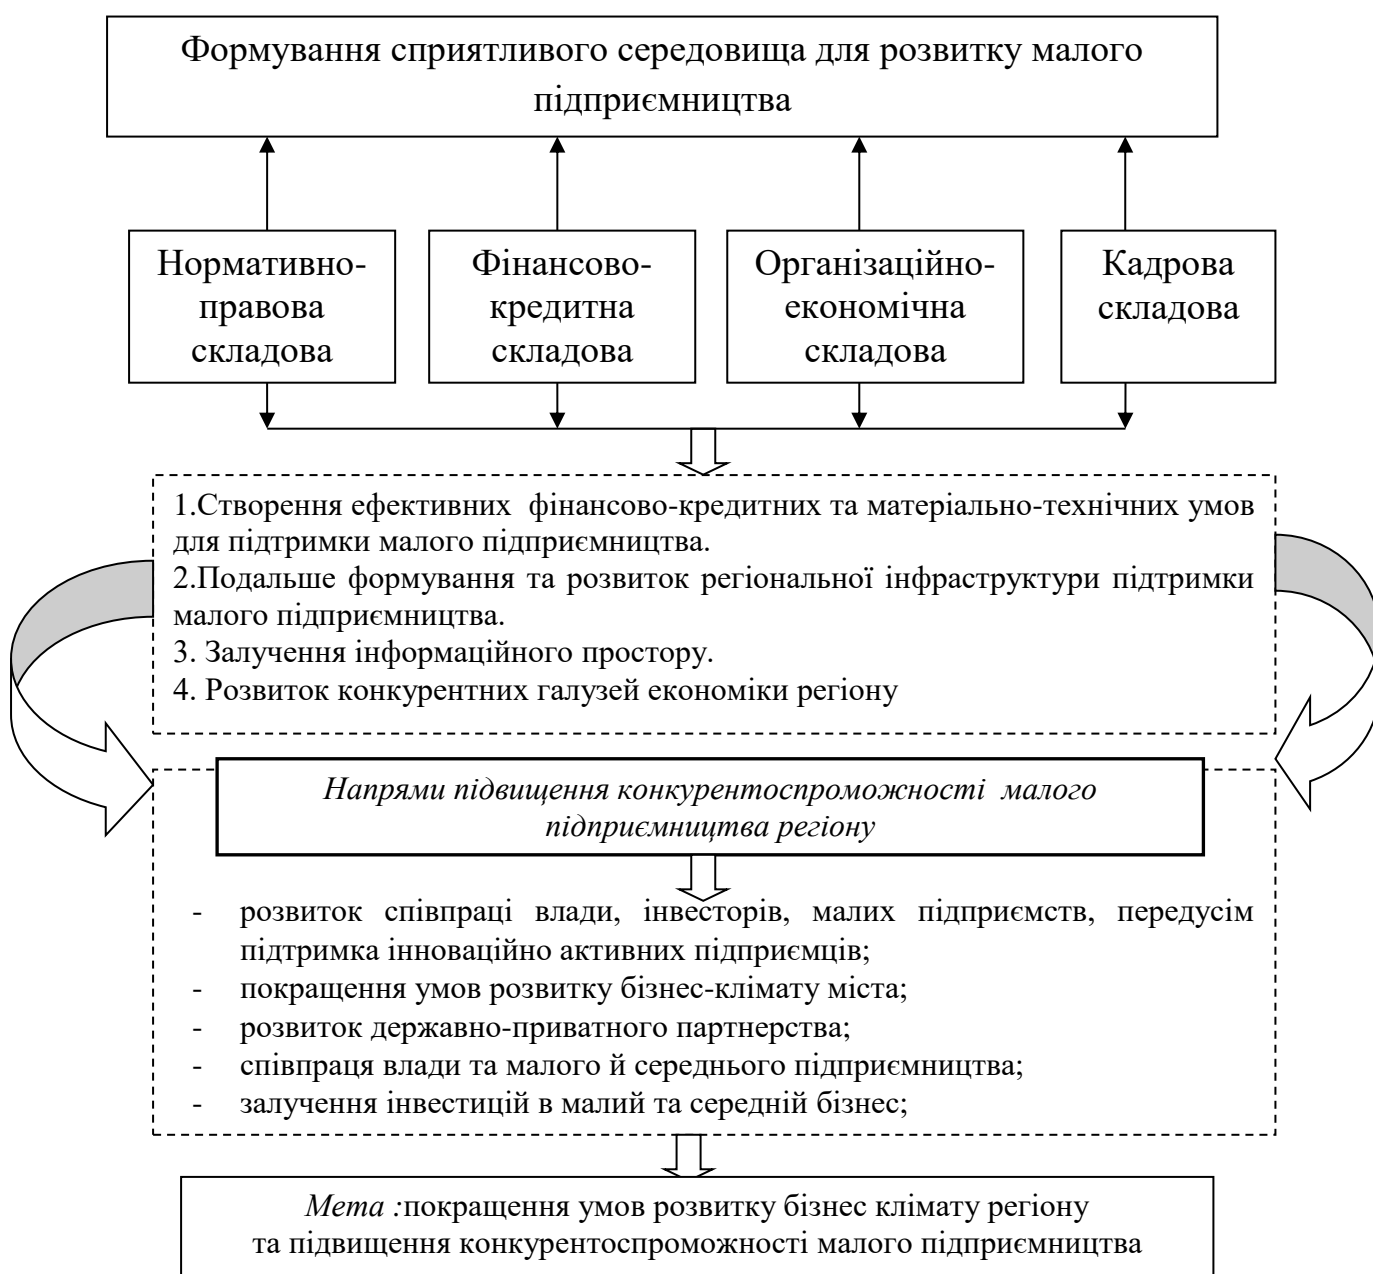 Формування сприятливого середовища для розвитку малого
підприємництва
Нормативно-
правова
складова
Фінансово-
кредитна
складова
Організаційно-
економічна
складова
Кадрова
складова
1.Створення ефективних фінансово-кредитних та матеріально-технічних умов
для підтримки малого підприємництва.
2.Подальше формування та розвиток регіональної інфраструктури підтримки
малого підприємництва.
3. Залучення інформаційного простору.
4. Розвиток конкурентних галузей економіки регіону
Напрями підвищення конкурентоспроможності малого
підприємництва регіону
- розвиток співпраці влади, інвесторів, малих підприємств, передусім
підтримка інноваційно активних підприємців;
- покращення умов розвитку бізнес-клімату міста;
- розвиток державно-приватного партнерства;
- співпраця влади та малого й середнього підприємництва;
- залучення інвестицій в малий та середній бізнес;
Мета :покращення умов розвитку бізнес клімату регіону
та підвищення конкурентоспроможності малого підприємництва